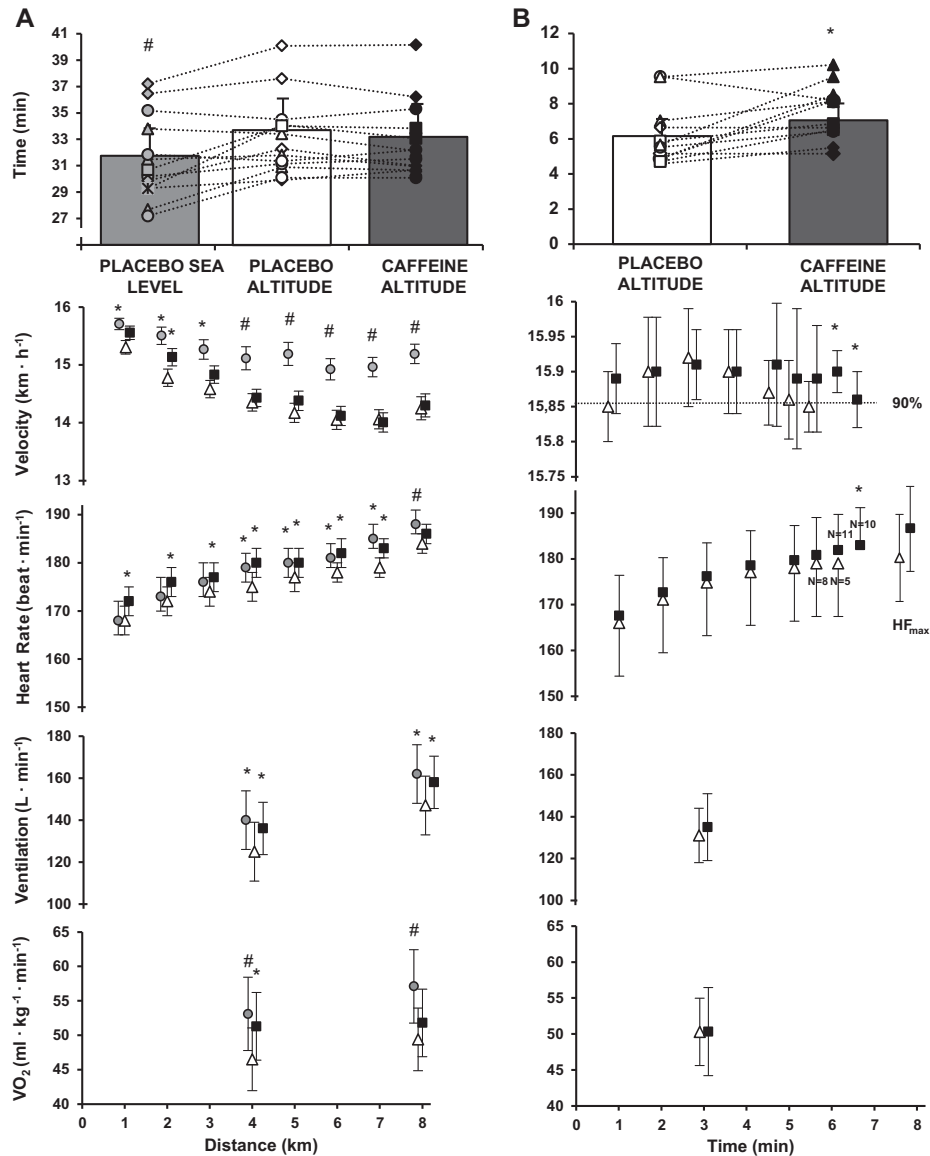 A
B
Time (min)
41
39
37
35
33
31
29
27
#
PLACEBO SEA
LEVEL
PLACEBO
ALTITUDE
CAFFEINE
ALTITUDE
14
12
10
8
6
4
2
0
*
PLACEBO
ALTITUDE
CAFFEINE
ALTITUDE
Velocity (km · h⁻¹)
16
15
14
13
* * * # # # # #
*
16
15.95
15.9
15.85
15.8
15.75
* *
90%
Heart Rate (beat · min⁻¹)
190
180
170
160
150
* * * * * * * * * * * #
190
180
170
160
150
*
N=11 N=10
N=8 N=5
HFmax
Ventilation (L · min⁻¹)
180
160
140
120
100
* * * *
180
160
140
120
100
VO₂ (ml · kg⁻¹ · min⁻¹)
65
60
55
50
45
40
# * #
65
60
55
50
45
40
0 1 2 3 4 5 6 7 8
Distance (km)
0 1 2 3 4 5 6 7 8
Time (min)